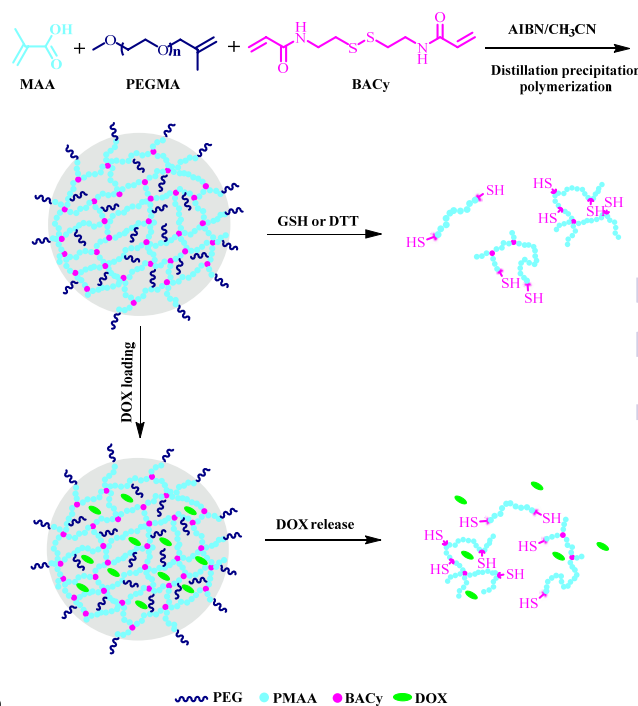 OH
O
MAA
+
O
O
n
PEGMA
+
H
N
O
S
S
N
H
O
BACy
AIBN/CH3CN
Distillation precipitation
polymerization
GSH or DTT
SH
HS
SH
SH
HS
HS
SH
SH
DOX loading
DOX release
HS
SH
HS
HS
SH
SH
HS
HS
PEG PMAA BACy DOX